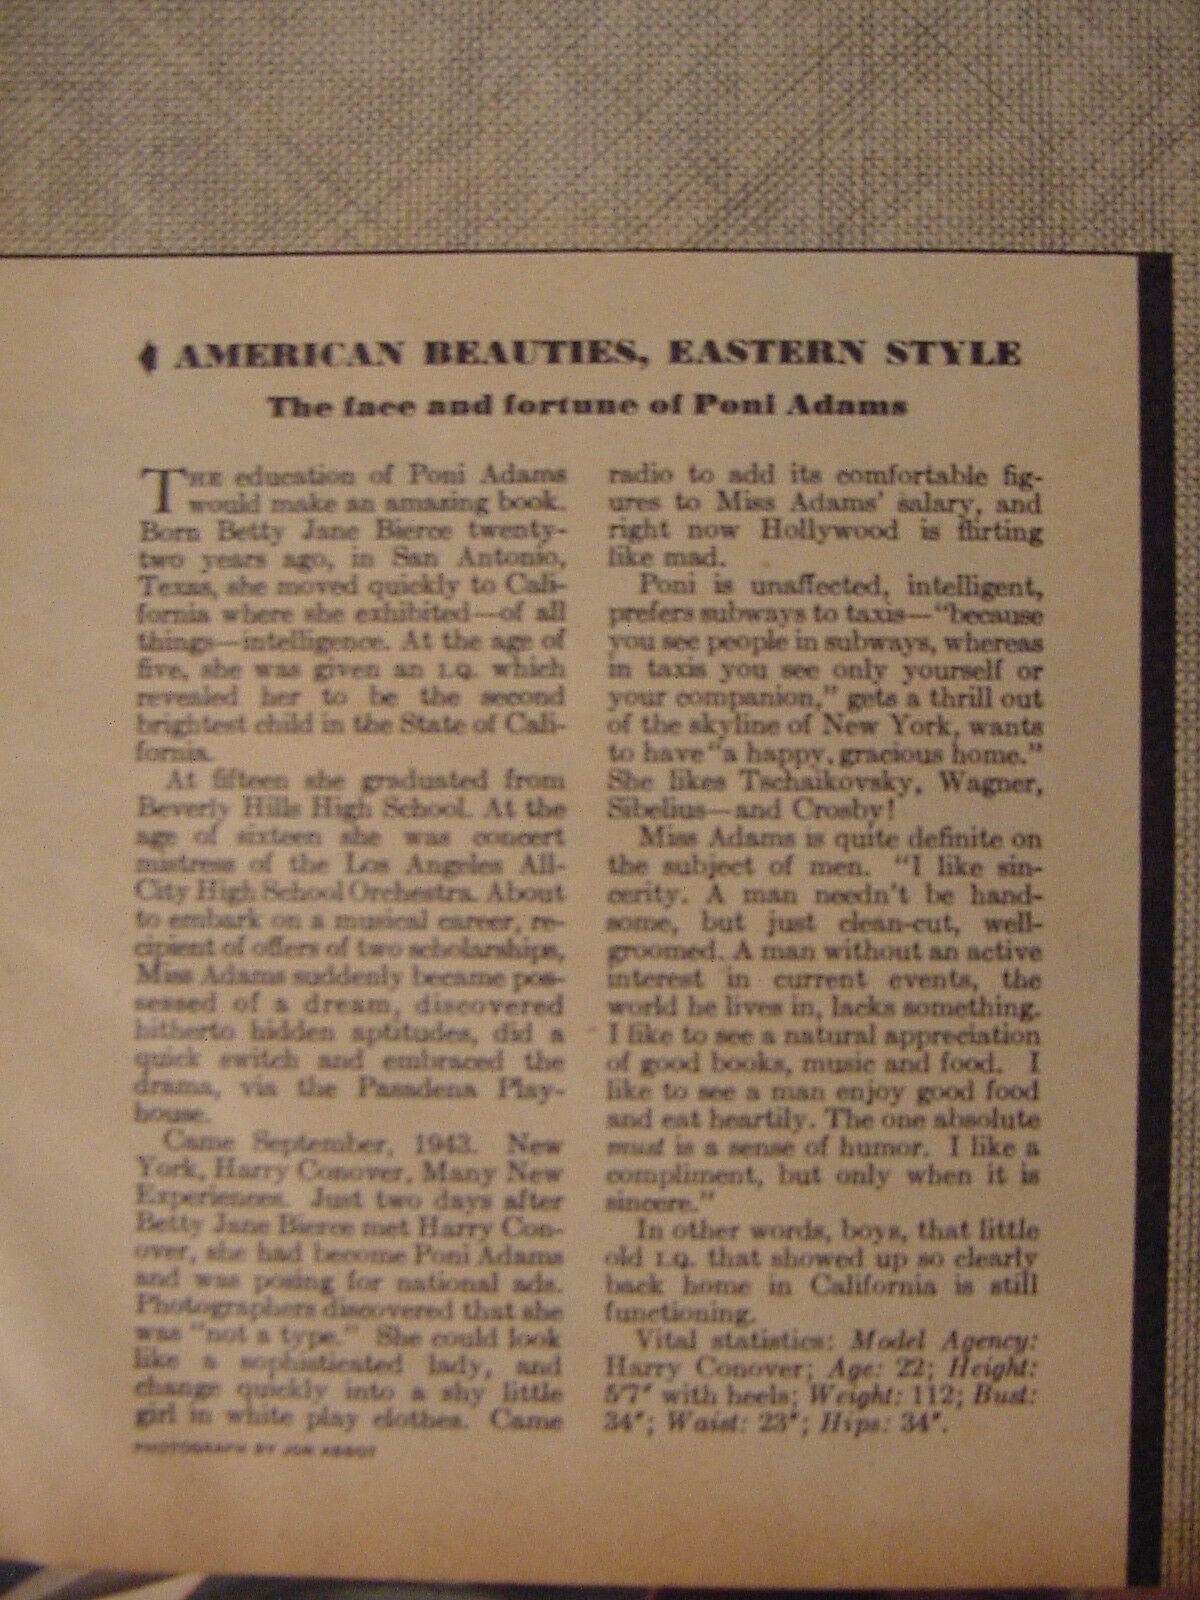 AMERICAN BEAUTIES, EASTERN STYLE
The face and fortune of Poni Adams
THE education of Poni Adams
would make an amazing book.
Born Betty Jane Bierce twenty-
two years ago, in San Antonio,
Texas, she moved quickly to Cali-
fornia where she exhibited—of all
things—intelligence. At the age of
five, she was given an I.Q. which
revealed her to be the second
brightest child in the State of Cali-
fornia.
At fifteen she graduated from
Beverly Hills High School. At the
age of sixteen she was concert
mistress of the Los Angeles All-
City High School Orchestra. About
to embark on a musical career, re-
cipient of offers of two scholarships,
Miss Adams suddenly became pos-
sessed of a dream, discovered
hitherto hidden aptitudes, did a
quick switch and embraced the
drama, via the Pasadena Play-
house.
Came September, 1943. New
York, Harry Conover, Many New
Experiences. Just two days after
Betty Jane Bierce met Harry Con-
over, she had become Poni Adams
and was posing for national ads.
Photographers discovered that she
was "not a type." She could look
like a sophisticated lady, and
change quickly into a shy little
girl in white play clothes. Came
PHOTOGRAPH BY JON ABBOT
radio to add its comfortable fig-
ures to Miss Adams' salary, and
right now Hollywood is flirting
like mad.
Poni is unaffected, intelligent,
prefers subways to taxis—"because
you see people in subways, whereas
in taxis you see only yourself or
your companion," gets a thrill out
of the skyline of New York, wants
to have "a happy, gracious home."
She likes Tschaikovsky, Wagner,
Sibelius—and Crosby!
Miss Adams is quite definite on
the subject of men. "I like sin-
cerity. A man needn't be hand-
some, but just clean-cut, well-
groomed. A man without an active
interest in current events, the
world he lives in, lacks something.
I like to see a natural appreciation
of good books, music and food. I
like to see a man enjoy good food
and eat heartily. The one absolute
must is a sense of humor. I like a
compliment, but only when it is
sincere."
In other words, boys, that little
old I.Q. that showed up so clearly
back home in California is still
functioning.
Vital statistics: Model Agency:
Harry Conover; Age: 22; Height:
5'7" with heels; Weight: 112; Bust:
34"; Waist: 23"; Hips: 34".